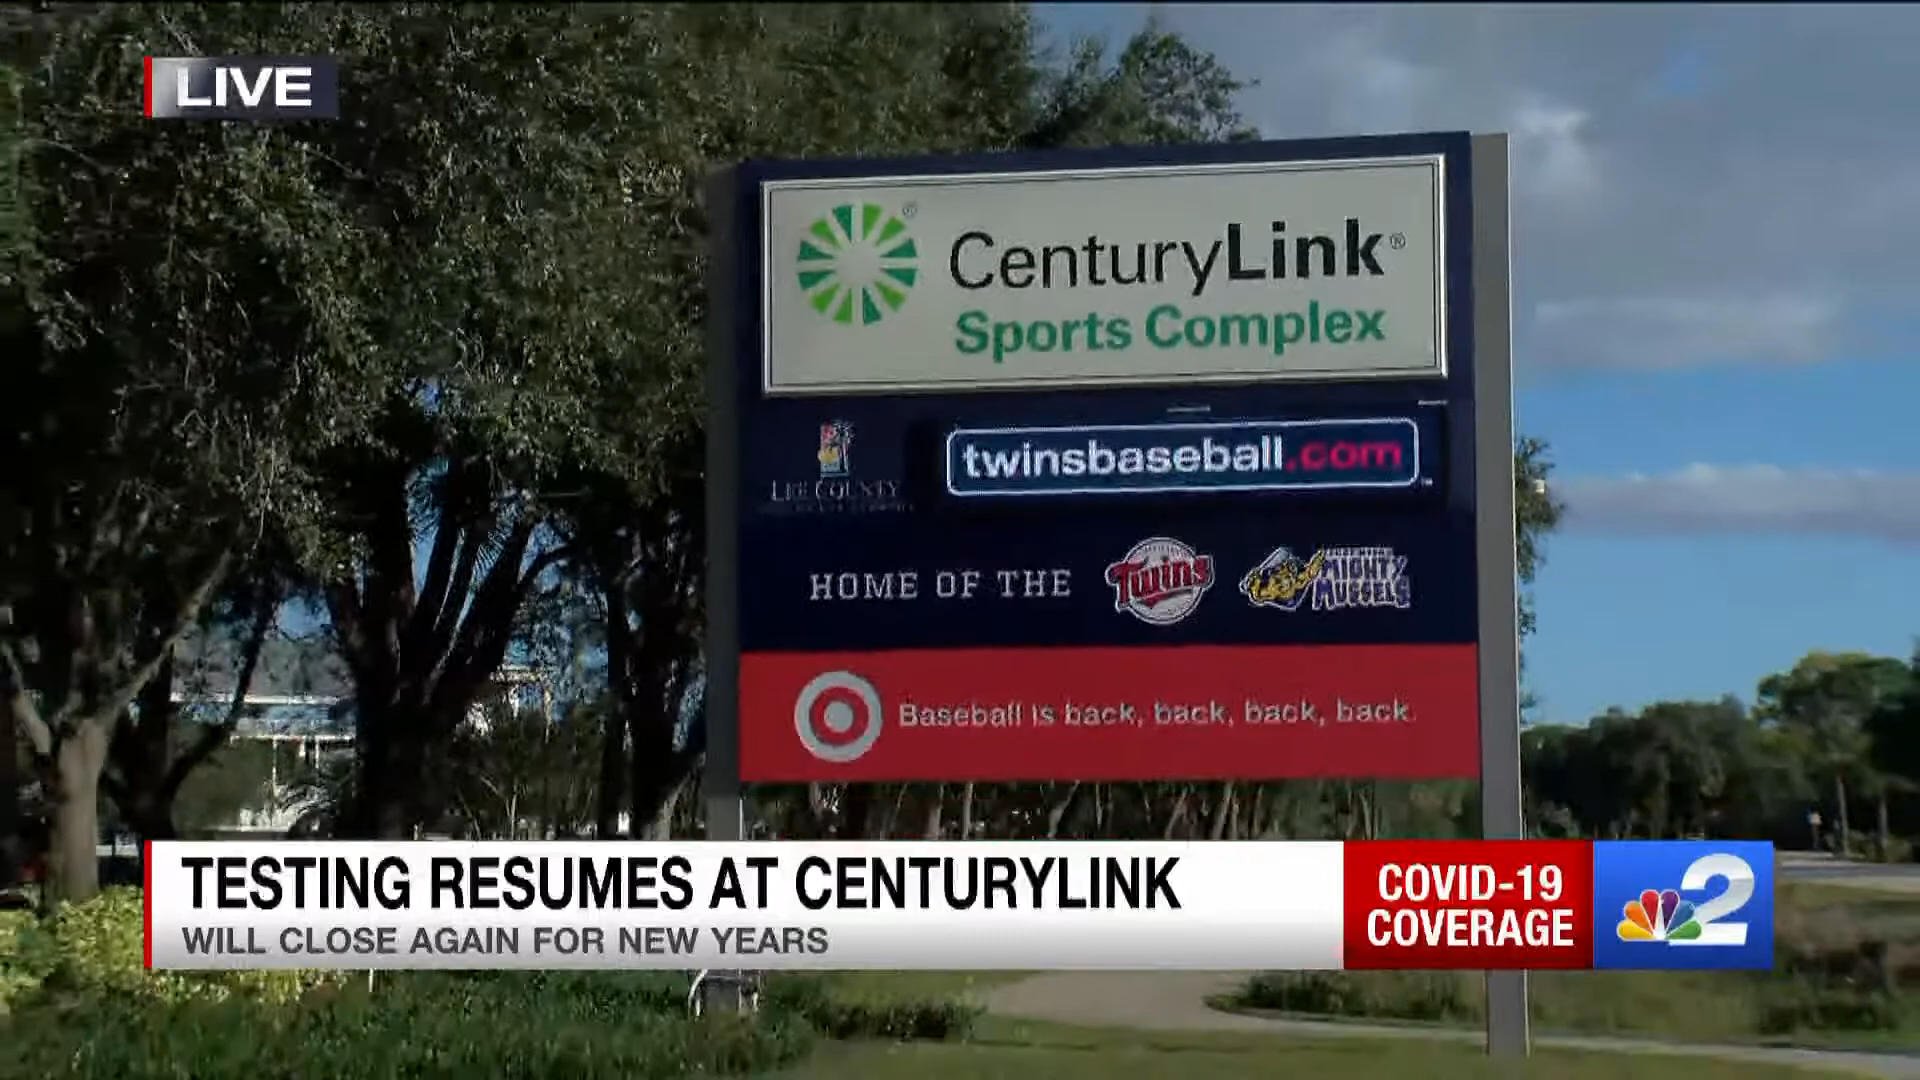 LIVE
CenturyLink®
Sports Complex
LEE COUNTY
twinsbaseball.com
HOME OF THE
Twins
MIGHTY
MUSSELS
Baseball is back, back, back, back.
TESTING RESUMES AT CENTURYLINK
WILL CLOSE AGAIN FOR NEW YEARS
COVID-19
COVERAGE
2